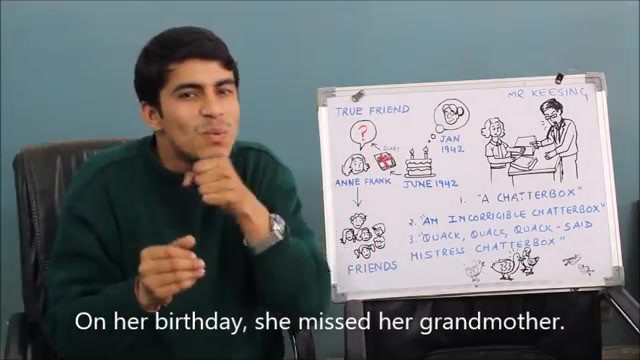 TRUE FRIEND
MR KEESING
?
DIARY
JAN
1942
ANNE FRANK
JUNE 1942
FRIENDS
1. "A CHATTERBOX"
2. "AN INCORRIGIBLE CHATTERBOX"
3. "QUACK, QUACK, QUACK - SAID
MISTRESS CHATTERBOX"
On her birthday, she missed her grandmother.